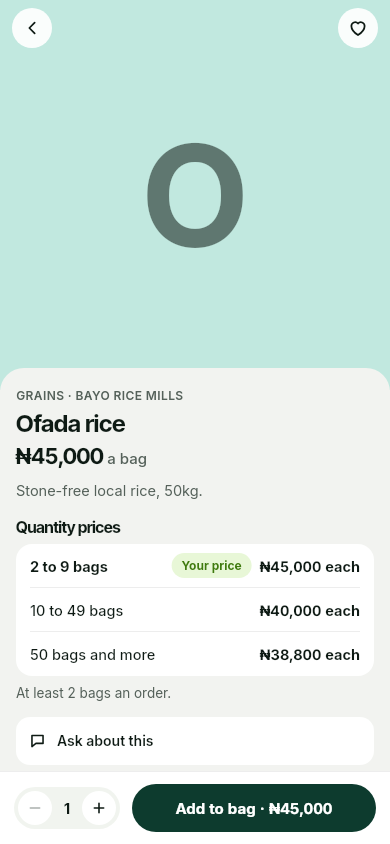 O
GRAINS · BAYO RICE MILLS
Ofada rice
₦45,000 a bag
Stone-free local rice, 50kg.
Quantity prices
2 to 9 bags Your price ₦45,000 each
10 to 49 bags ₦40,000 each
50 bags and more ₦38,800 each
At least 2 bags an order.
Ask about this
− 1 + Add to bag · ₦45,000